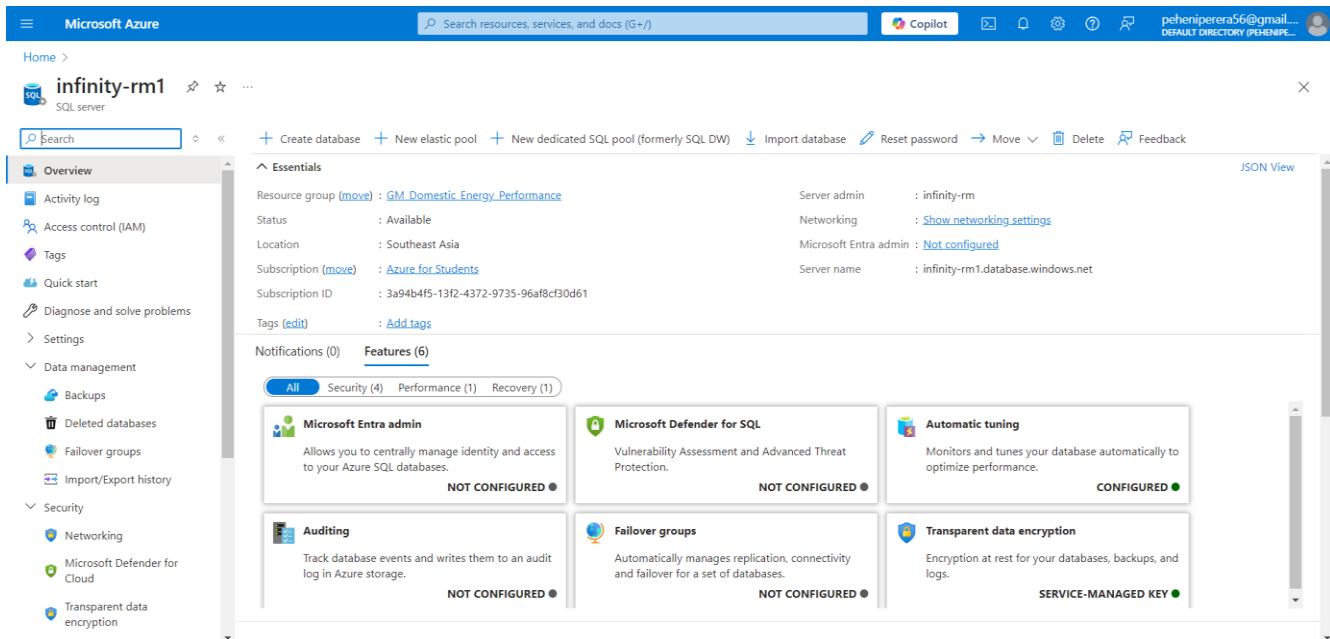 Microsoft Azure
Search resources, services, and docs (G+/)
Copilot
peheniperera56@gmail....
DEFAULT DIRECTORY (PEHENIPE...
Home >
infinity-rm1
SQL server
Search
Create database
New elastic pool
New dedicated SQL pool (formerly SQL DW)
Import database
Reset password
Move
Delete
Feedback
Overview
Activity log
Access control (IAM)
Tags
Quick start
Diagnose and solve problems
Settings
Data management
Backups
Deleted databases
Failover groups
Import/Export history
Security
Networking
Microsoft Defender for
Cloud
Transparent data
encryption
Essentials
JSON View
Resource group (move) : GM_Domestic_Energy_Performance
Status : Available
Location : Southeast Asia
Subscription (move) : Azure for Students
Subscription ID : 3a94b4f5-13f2-4372-9735-96af8cf30d61
Tags (edit) : Add tags
Server admin : infinity-rm
Networking : Show networking settings
Microsoft Entra admin : Not configured
Server name : infinity-rm1.database.windows.net
Notifications (0)
Features (6)
All
Security (4)
Performance (1)
Recovery (1)
Microsoft Entra admin
Allows you to centrally manage identity and access
to your Azure SQL databases.
NOT CONFIGURED
Microsoft Defender for SQL
Vulnerability Assessment and Advanced Threat
Protection.
NOT CONFIGURED
Automatic tuning
Monitors and tunes your database automatically to
optimize performance.
CONFIGURED
Auditing
Track database events and writes them to an audit
log in Azure storage.
NOT CONFIGURED
Failover groups
Automatically manages replication, connectivity
and failover for a set of databases.
NOT CONFIGURED
Transparent data encryption
Encryption at rest for your databases, backups, and
logs.
SERVICE-MANAGED KEY